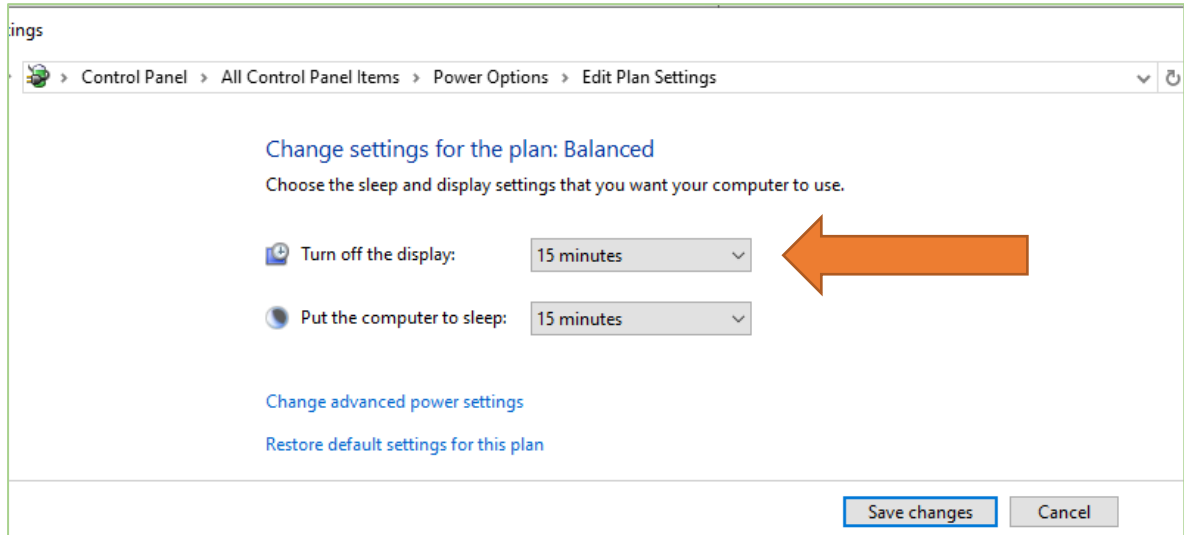 ings
Control Panel > All Control Panel Items > Power Options > Edit Plan Settings
Change settings for the plan: Balanced
Choose the sleep and display settings that you want your computer to use.
Turn off the display: 15 minutes
Put the computer to sleep: 15 minutes
Change advanced power settings
Restore default settings for this plan
Save changes Cancel